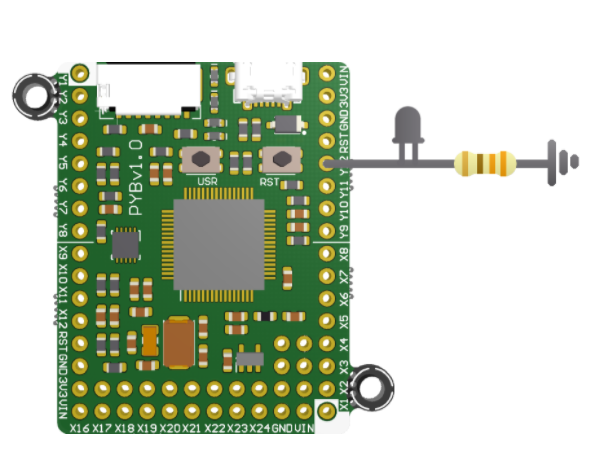 Y1
Y2
Y3
Y4
Y5
Y6
Y7
Y8
X9
X10
X11
X12
RST
GND
3V3
VIN
PYBv1.0
USR
RST
VIN
3V3
GND
RST
Y11
Y10
Y9
X8
X7
X6
X5
X4
X3
X2
X1
X16 X17 X18 X19 X20 X21 X22 X23 X24 GND VIN